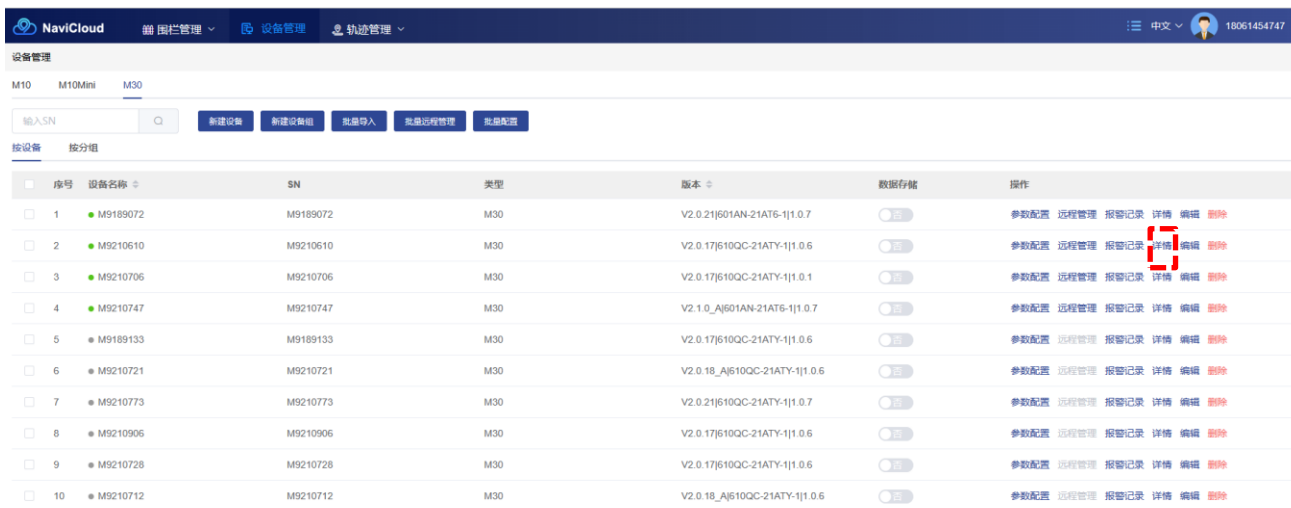 NaviCloud 围栏管理 设备管理 轨迹管理 中文 18061454747
设备管理
M10 M10Mini M30
输入SN 新建设备 新建设备组 批量导入 批量远程管理 批量配置
按设备 按分组
序号 设备名称 SN 类型 版本 数据存储 操作
1 M9189072 M9189072 M30 V2.0.21|601AN-21AT6-1|1.0.7 否 参数配置 远程管理 报警记录 详情 编辑 删除
2 M9210610 M9210610 M30 V2.0.17|610QC-21ATY-1|1.0.6 否 参数配置 远程管理 报警记录 详情 编辑 删除
3 M9210706 M9210706 M30 V2.0.17|610QC-21ATY-1|1.0.1 否 参数配置 远程管理 报警记录 详情 编辑 删除
4 M9210747 M9210747 M30 V2.1.0_A|601AN-21AT6-1|1.0.7 否 参数配置 远程管理 报警记录 详情 编辑 删除
5 M9189133 M9189133 M30 V2.0.17|610QC-21ATY-1|1.0.6 否 参数配置 远程管理 报警记录 详情 编辑 删除
6 M9210721 M9210721 M30 V2.0.18_A|610QC-21ATY-1|1.0.6 否 参数配置 远程管理 报警记录 详情 编辑 删除
7 M9210773 M9210773 M30 V2.0.21|610QC-21ATY-1|1.0.7 否 参数配置 远程管理 报警记录 详情 编辑 删除
8 M9210906 M9210906 M30 V2.0.17|610QC-21ATY-1|1.0.6 否 参数配置 远程管理 报警记录 详情 编辑 删除
9 M9210728 M9210728 M30 V2.0.17|610QC-21ATY-1|1.0.6 否 参数配置 远程管理 报警记录 详情 编辑 删除
10 M9210712 M9210712 M30 V2.0.18_A|610QC-21ATY-1|1.0.6 否 参数配置 远程管理 报警记录 详情 编辑 删除